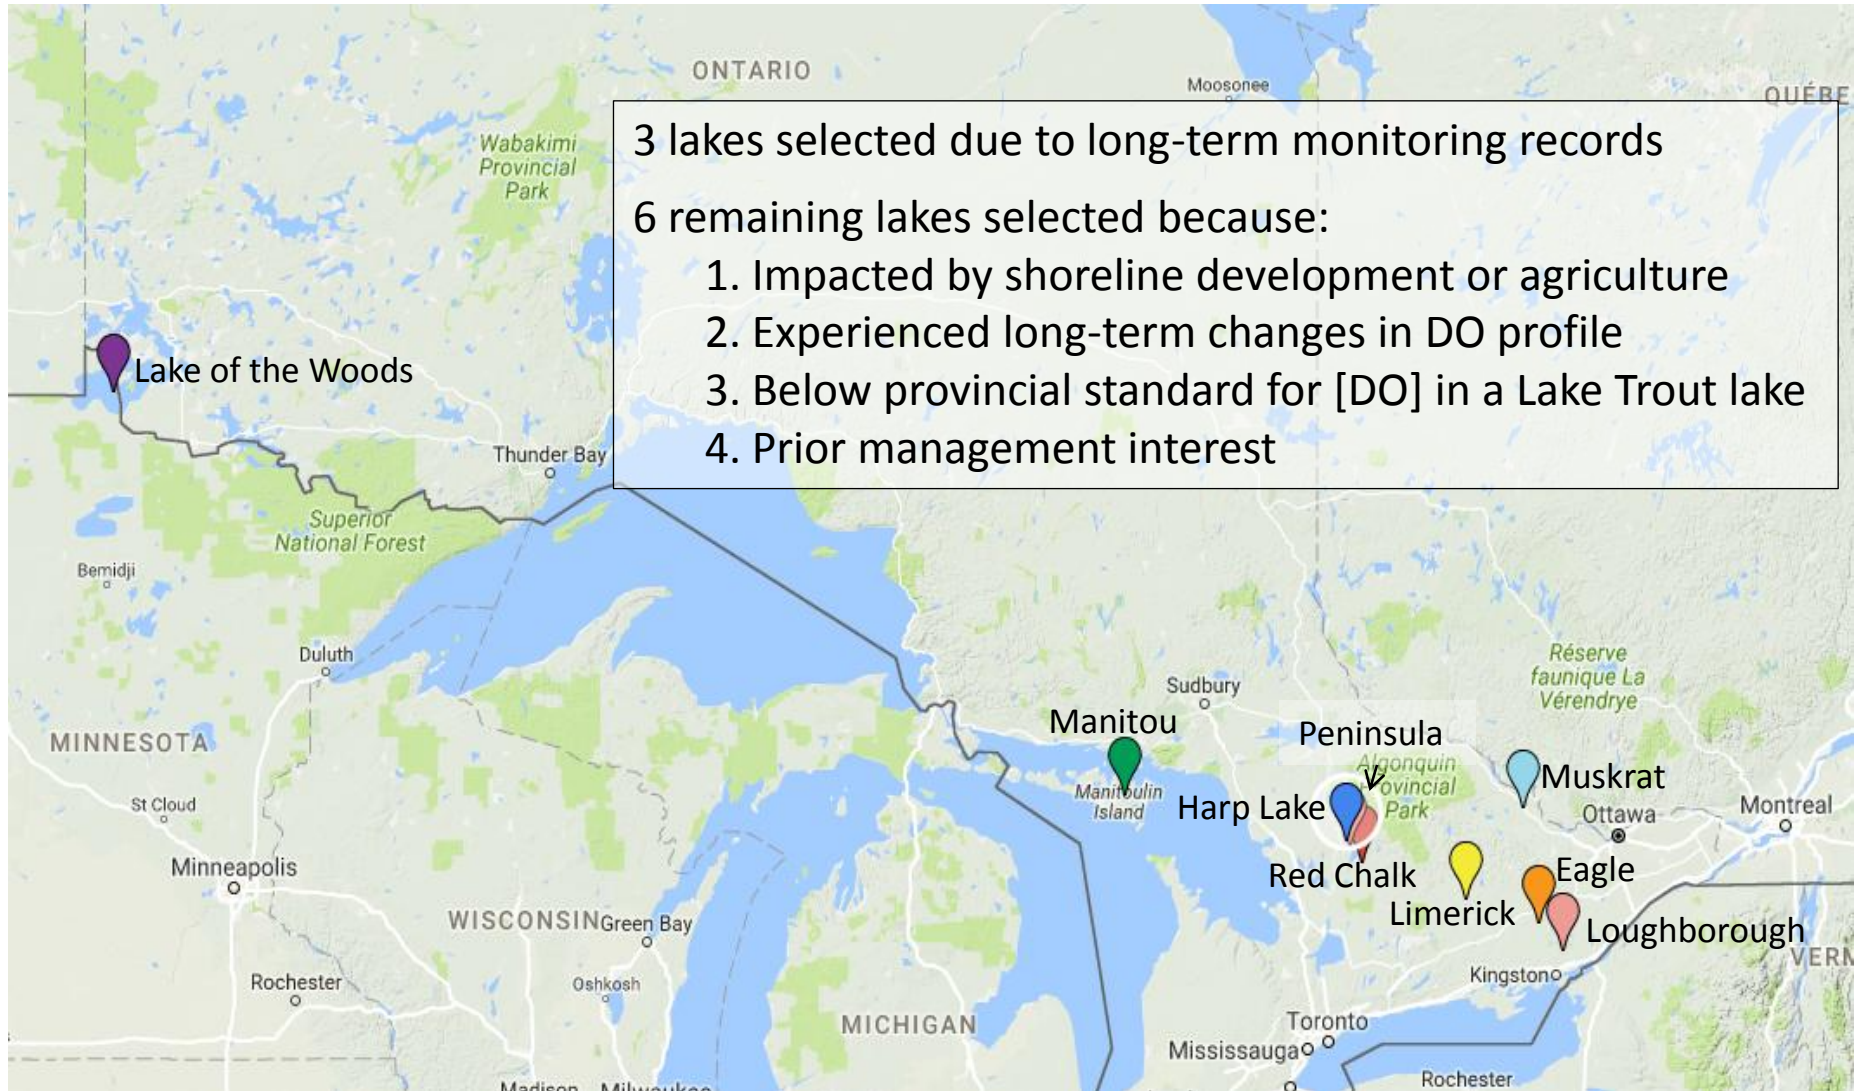 ONTARIO
Moosonee
QUÉBE
Wabakimi
Provincial
Park
3 lakes selected due to long-term monitoring records
6 remaining lakes selected because:
1. Impacted by shoreline development or agriculture
2. Experienced long-term changes in DO profile
3. Below provincial standard for [DO] in a Lake Trout lake
4. Prior management interest
Lake of the Woods
Thunder Bay
Superior
National Forest
Bemidji
Duluth
Réserve
faunique La
Vérendrye
Sudbury
MINNESOTA
Manitou
Peninsula
Algonquin
Provincial
Park
Manitoulin
Island
Harp Lake
Muskrat
St Cloud
Ottawa
Montreal
Minneapolis
Red Chalk
Eagle
Limerick
WISCONSIN
Green Bay
Loughborough
VERM
Rochester
Oshkosh
Kingston
MICHIGAN
Toronto
Mississauga
Rochester
Madison
Milwaukee